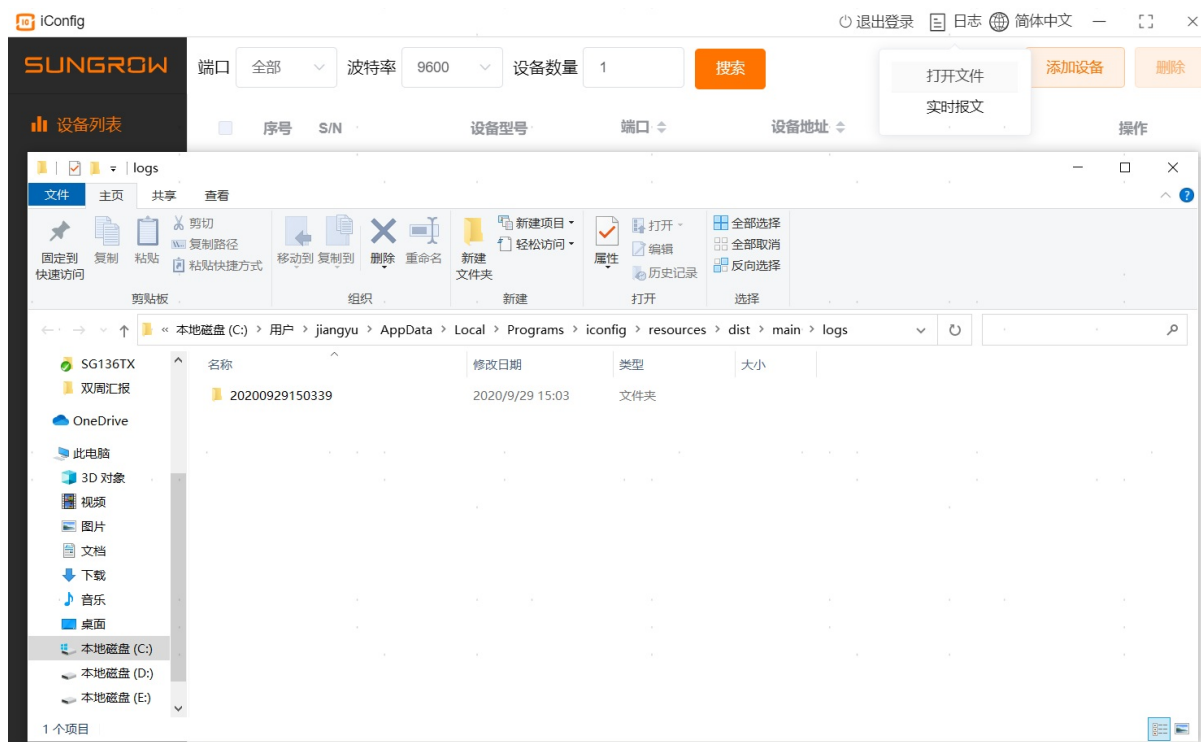 iConfig 退出登录 日志 简体中文
SUNGROW 端口 全部 波特率 9600 设备数量 1 搜索 添加设备 删除
打开文件
实时报文
设备列表 序号 S/N 设备型号 端口 设备地址 操作
logs
文件 主页 共享 查看
固定到快速访问 复制 粘贴 剪切 复制路径 粘贴快捷方式 移动到 复制到 删除 重命名 新建文件夹 新建项目 轻松访问 属性 打开 编辑 历史记录 全部选择 全部取消 反向选择
剪贴板 组织 新建 打开 选择
« 本地磁盘 (C:) > 用户 > jiangyu > AppData > Local > Programs > iconfig > resources > dist > main > logs
名称 修改日期 类型 大小
20200929150339 2020/9/29 15:03 文件夹
SG136TX
双周汇报
OneDrive
此电脑
3D 对象
视频
图片
文档
下载
音乐
桌面
本地磁盘 (C:)
本地磁盘 (D:)
本地磁盘 (E:)
1 个项目